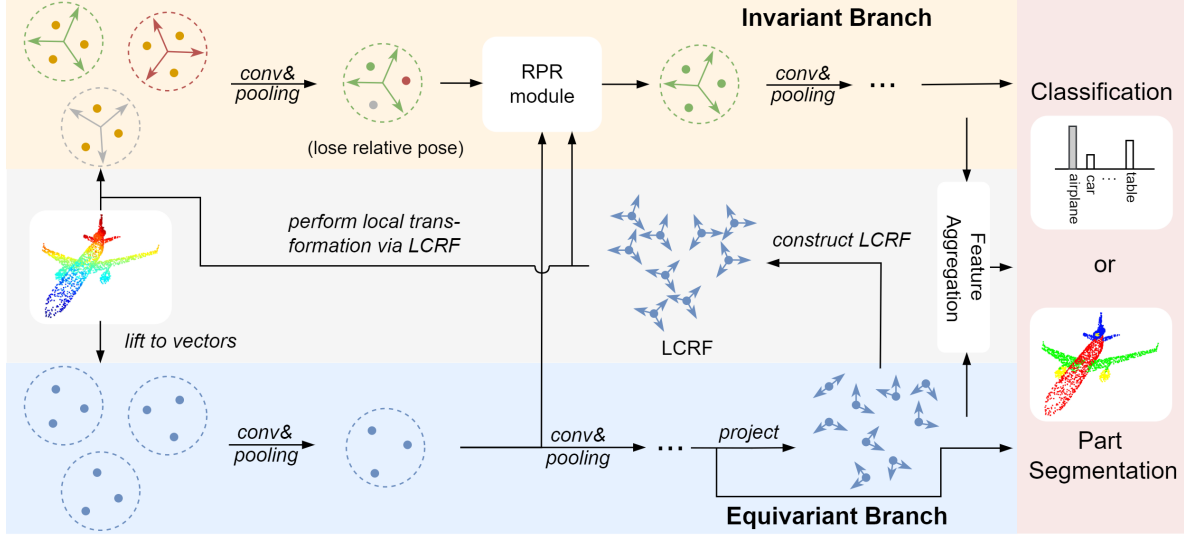 Invariant Branch
conv&
pooling
(lose relative pose)
RPR
module
conv&
pooling
...
Classification
airplane
car
...
table
or
Part
Segmentation
perform local trans-
formation via LCRF
LCRF
construct LCRF
Feature
Aggregation
lift to vectors
conv&
pooling
conv&
pooling
...
project
Equivariant Branch